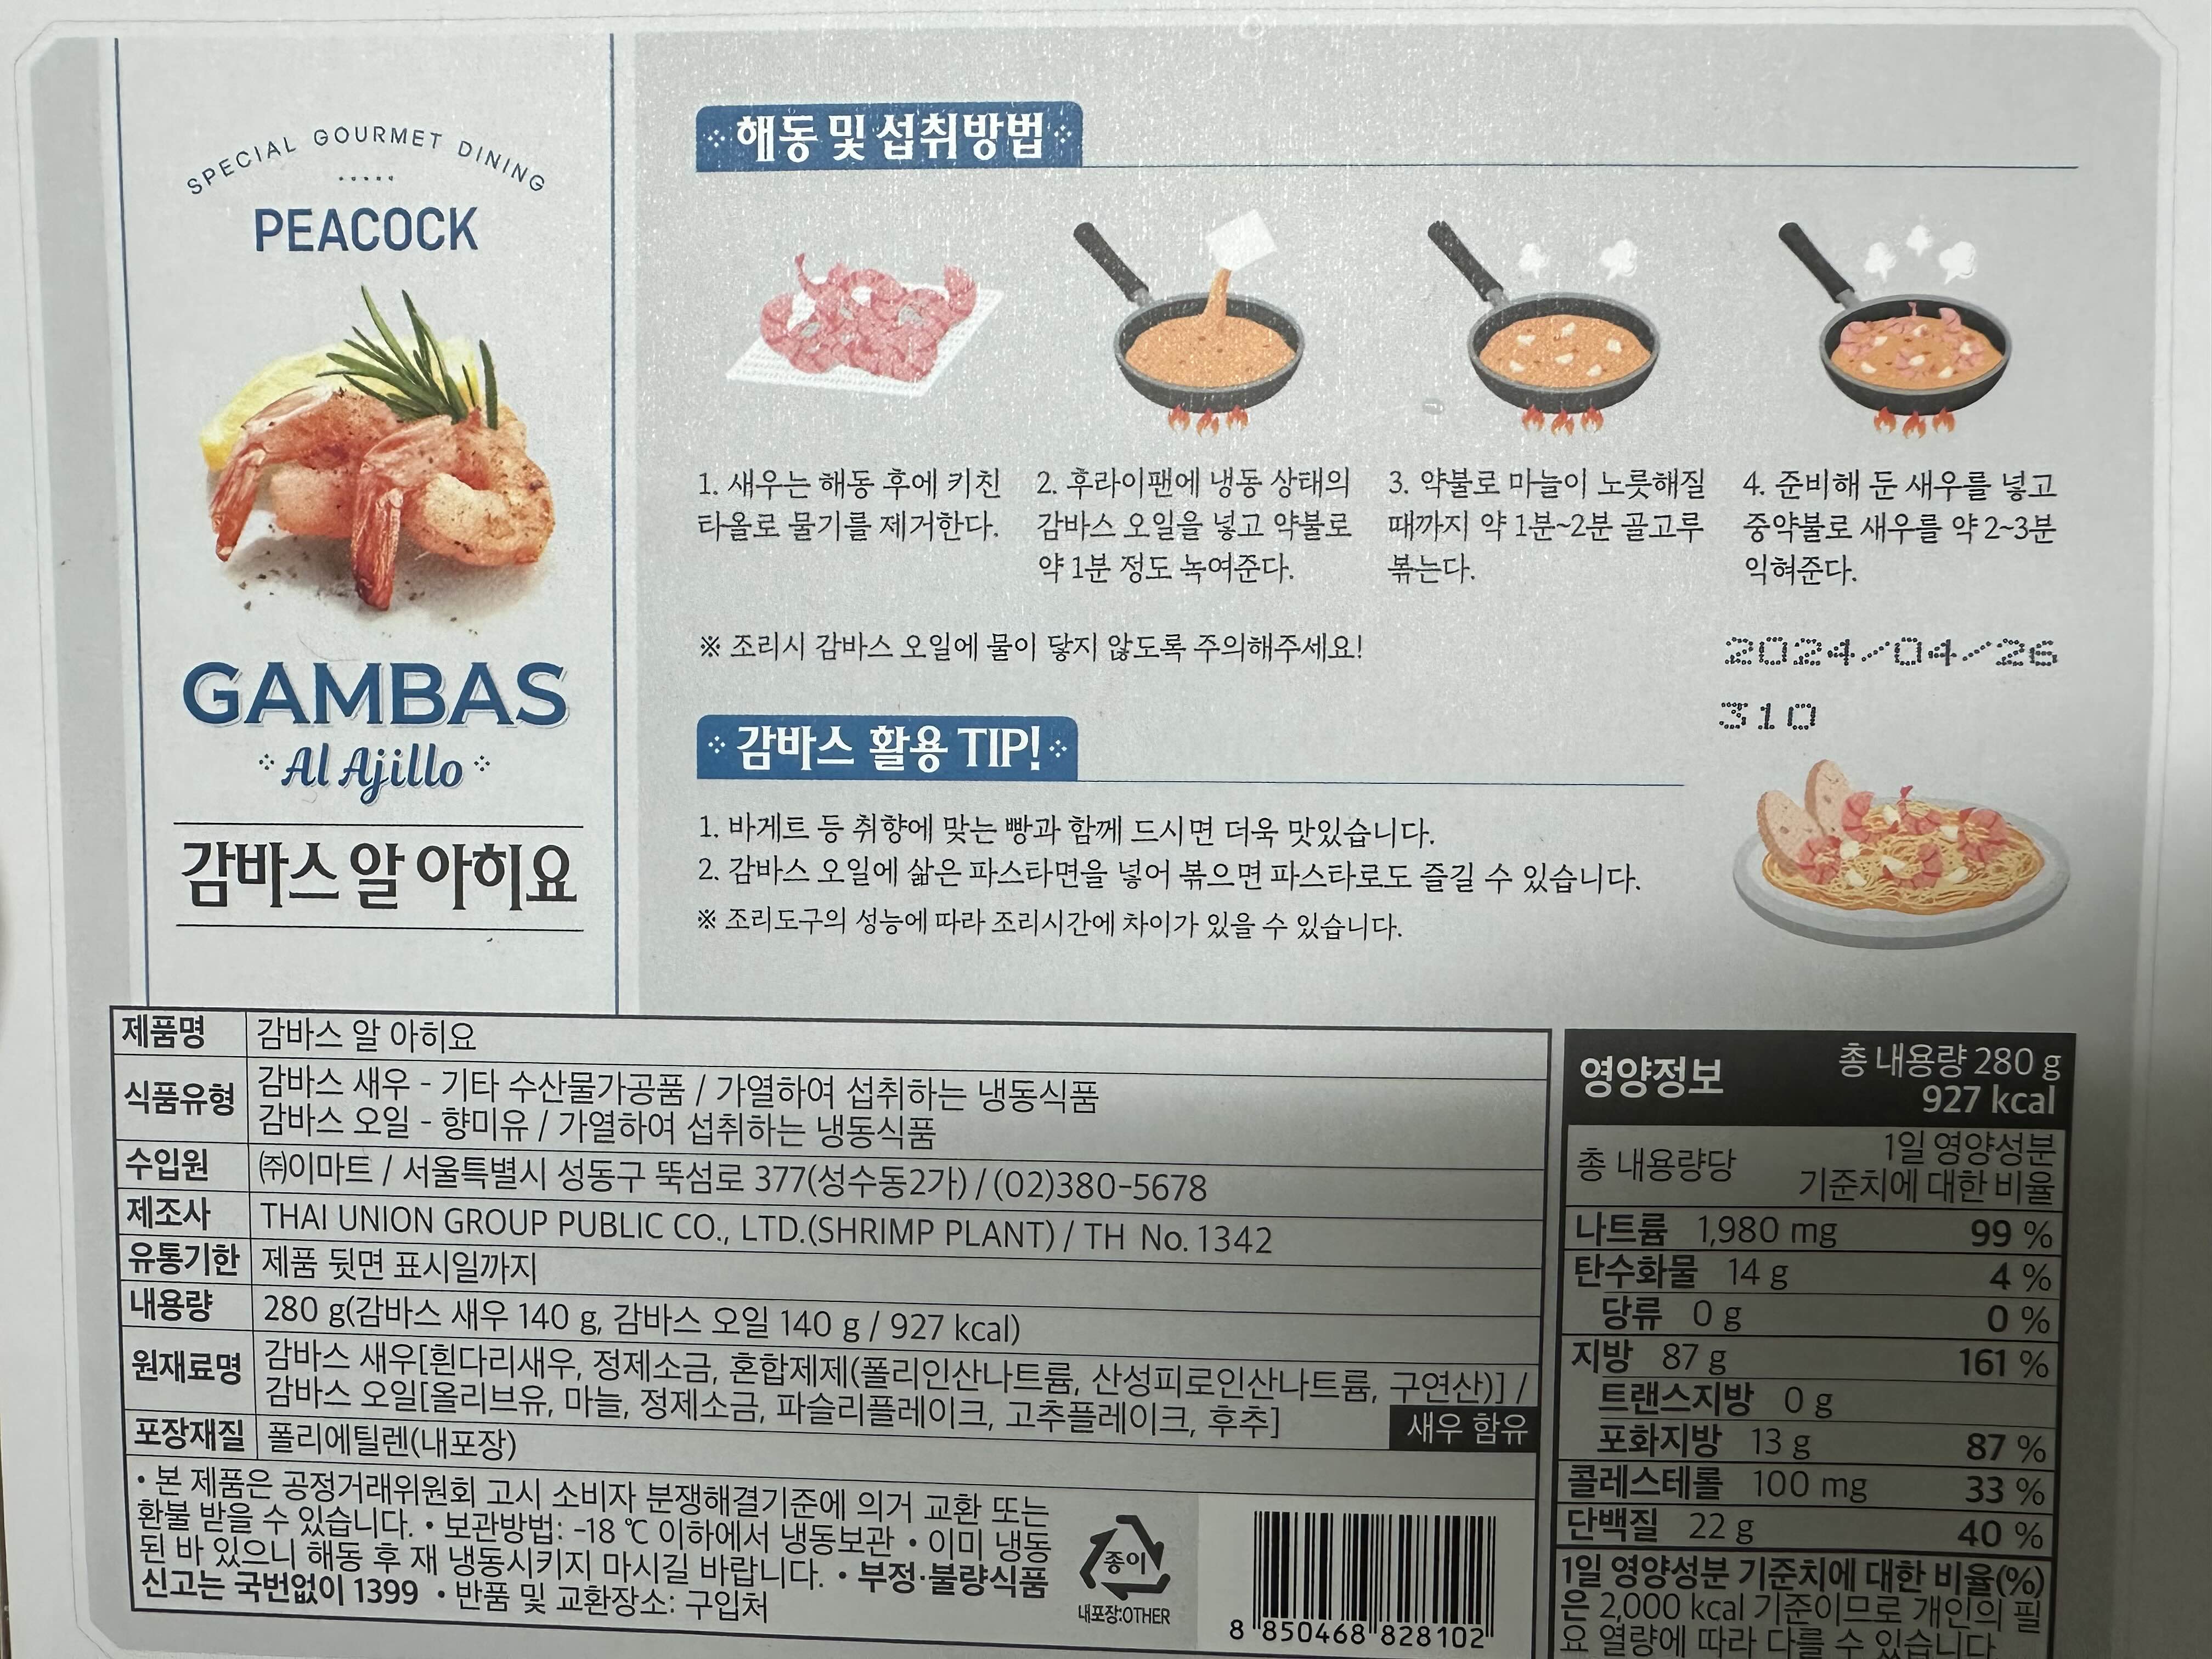 SPECIAL GOURMET DINING
PEACOCK
GAMBAS
Al Ajillo
감바스 알 아히요
해동 및 섭취방법
1. 새우는 해동 후에 키친
타올로 물기를 제거한다.
2. 후라이팬에 냉동 상태의
감바스 오일을 넣고 약불로
약 1분 정도 녹여준다.
3. 약불로 마늘이 노릇해질
때까지 약 1분~2분 골고루
볶는다.
4. 준비해 둔 새우를 넣고
중약불로 새우를 약 2~3분
익혀준다.
※ 조리시 감바스 오일에 물이 닿지 않도록 주의해주세요!
2024/04/26
310
감바스 활용 TIP!
1. 바게트 등 취향에 맞는 빵과 함께 드시면 더욱 맛있습니다.
2. 감바스 오일에 삶은 파스타면을 넣어 볶으면 파스타로도 즐길 수 있습니다.
※ 조리도구의 성능에 따라 조리시간에 차이가 있을 수 있습니다.
제품명 감바스 알 아히요
식품유형 감바스 새우 - 기타 수산물가공품 / 가열하여 섭취하는 냉동식품
감바스 오일 - 향미유 / 가열하여 섭취하는 냉동식품
수입원 ㈜이마트 / 서울특별시 성동구 뚝섬로 377(성수동2가) / (02)380-5678
제조사 THAI UNION GROUP PUBLIC CO., LTD.(SHRIMP PLANT) / TH No. 1342
유통기한 제품 뒷면 표시일까지
내용량 280 g(감바스 새우 140 g, 감바스 오일 140 g / 927 kcal)
원재료명 감바스 새우[흰다리새우, 정제소금, 혼합제제(폴리인산나트륨, 산성피로인산나트륨, 구연산)] /
감바스 오일[올리브유, 마늘, 정제소금, 파슬리플레이크, 고추플레이크, 후추]
새우 함유
포장재질 폴리에틸렌(내포장)
• 본 제품은 공정거래위원회 고시 소비자 분쟁해결기준에 의거 교환 또는
환불 받을 수 있습니다. • 보관방법: -18 ℃ 이하에서 냉동보관 • 이미 냉동
된 바 있으니 해동 후 재 냉동시키지 마시길 바랍니다. • 부정·불량식품
신고는 국번없이 1399 • 반품 및 교환장소: 구입처
종이
내포장:OTHER
8 850468 828102
영양정보
총 내용량 280 g
927 kcal
총 내용량당
1일 영양성분
기준치에 대한 비율
나트륨 1,980 mg 99 %
탄수화물 14 g 4 %
당류 0 g 0 %
지방 87 g 161 %
트랜스지방 0 g
포화지방 13 g 87 %
콜레스테롤 100 mg 33 %
단백질 22 g 40 %
1일 영양성분 기준치에 대한 비율(%)
은 2,000 kcal 기준이므로 개인의 필
요 열량에 따라 다를 수 있습니다